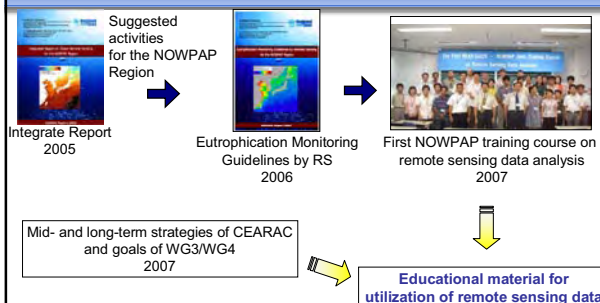 Suggested
activities
for the NOWPAP
Region
Integrate Report
2005
Eutrophication Monitoring
Guidelines by RS
2006
First NOWPAP training course on
remote sensing data analysis
2007
Mid- and long-term strategies of CEARAC
and goals of WG3/WG4
2007
Educational material for
utilization of remote sensing data